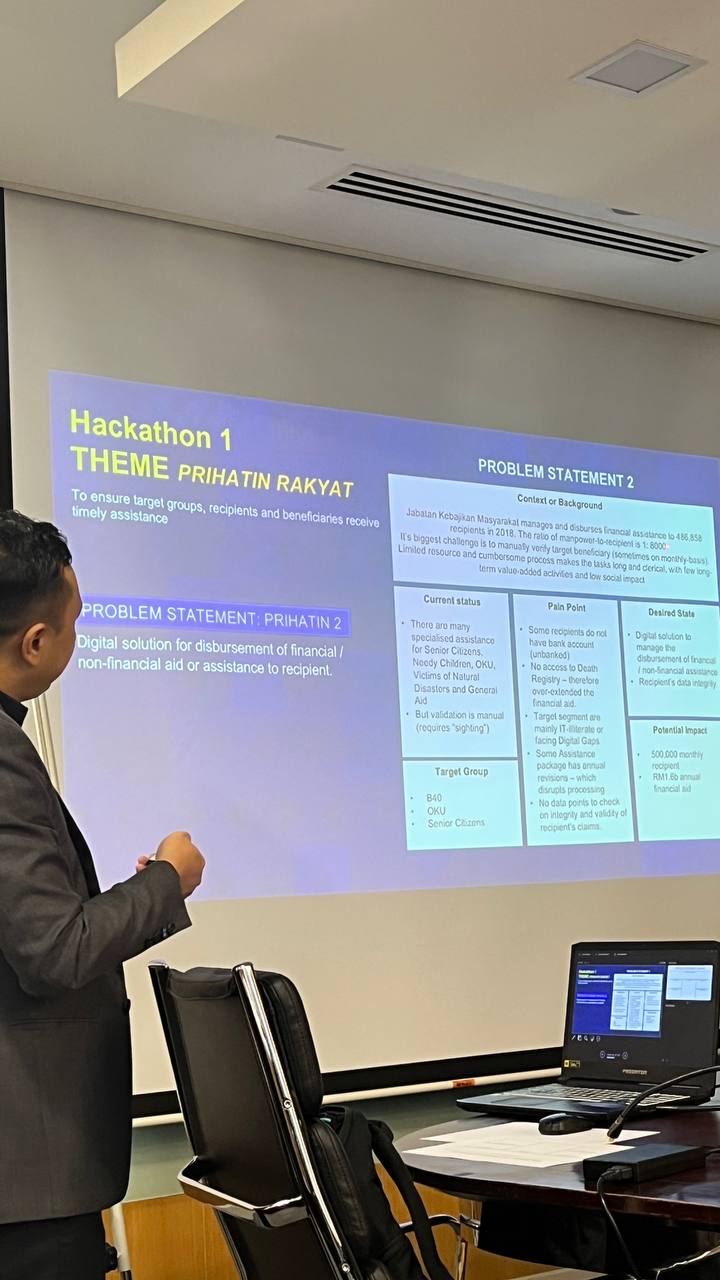 Hackathon 1
THEME PRIHATIN RAKYAT
To ensure target groups, recipients and beneficiaries receive
timely assistance
PROBLEM STATEMENT: PRIHATIN 2
Digital solution for disbursement of financial /
non-financial aid or assistance to recipient.
PROBLEM STATEMENT 2
Context or Background
Jabatan Kebajikan Masyarakat manages and disburses financial assistance to 486,858
recipients in 2018. The ratio of manpower-to-recipient is 1: 8000
It's biggest challenge is to manually verify target beneficiary (sometimes on monthly-basis).
Limited resource and cumbersome process makes the tasks long and clerical, with few long-
term value-added activities and low social impact
Current status
• There are many
specialised assistance
for Senior Citizens,
Needy Children, OKU,
Victims of Natural
Disasters and General
Aid
• But validation is manual
(requires "sighting")
Target Group
• B40
• OKU
• Senior Citizens
Pain Point
• Some recipients do not
have bank account
(unbanked)
• No access to Death
Registry – therefore
over-extended the
financial aid.
• Target segment are
mainly IT-illiterate or
facing Digital Gaps
• Some Assistance
package has annual
revisions – which
disrupts processing
• No data points to check
on integrity and validity of
recipient's claims.
Desired State
• Digital solution to
manage the
disbursement of financial
/ non-financial assistance
• Recipient's data integrity
Potential Impact
• 500,000 monthly
recipient
• RM1.6b annual
financial aid
Hackathon 1
PREDATOR